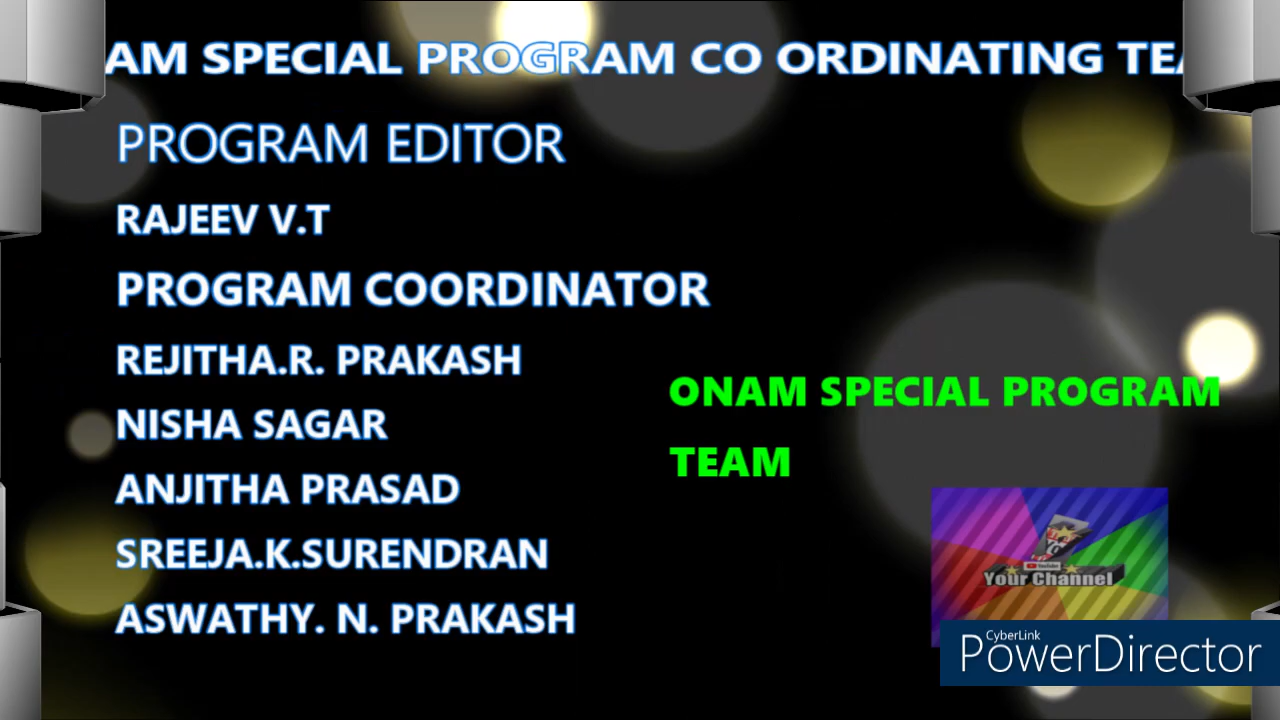 AM SPECIAL PROGRAM CO ORDINATING TEA
PROGRAM EDITOR
RAJEEV V.T
PROGRAM COORDINATOR
REJITHA.R. PRAKASH
NISHA SAGAR
ANJITHA PRASAD
SREEJA.K.SURENDRAN
ASWATHY. N. PRAKASH
ONAM SPECIAL PROGRAM
TEAM
YouTube
Your Channel
CyberLink
PowerDirector